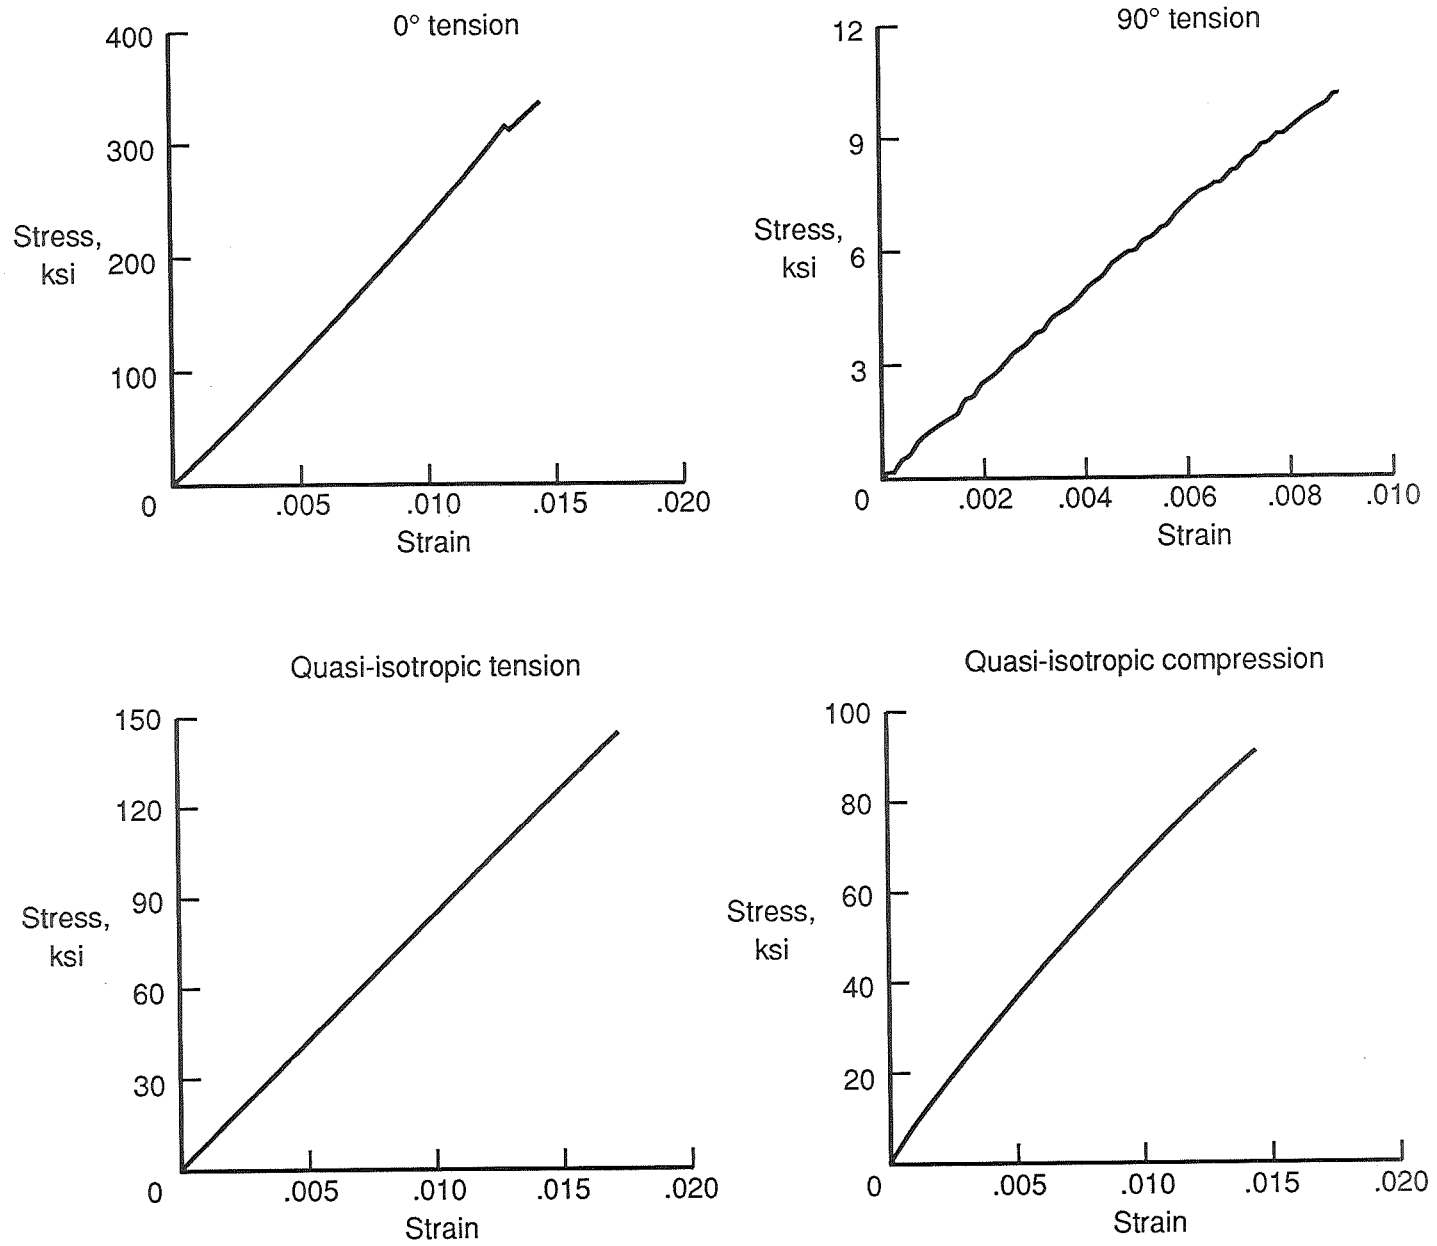 0° tension
400
300
200
100
0
Stress,
ksi
.005
.010
.015
.020
Strain
90° tension
12
9
6
3
0
Stress,
ksi
.002
.004
.006
.008
.010
Strain
Quasi-isotropic tension
150
120
90
60
30
0
Stress,
ksi
.005
.010
.015
.020
Strain
Quasi-isotropic compression
100
80
60
40
20
0
Stress,
ksi
.005
.010
.015
.020
Strain